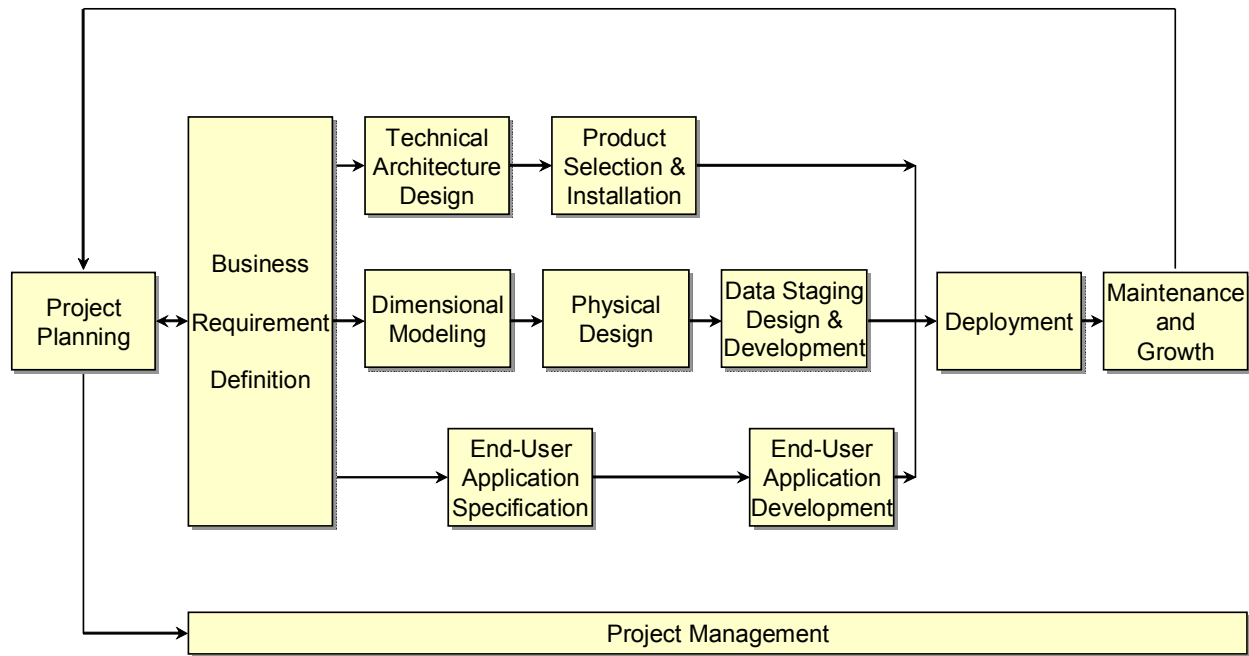 Technical
Architecture
Design
Product
Selection &
Installation
Business
Requirement
Definition
Project
Planning
Dimensional
Modeling
Physical
Design
Data Staging
Design &
Development
Deployment
Maintenance
and
Growth
End-User
Application
Specification
End-User
Application
Development
Project Management